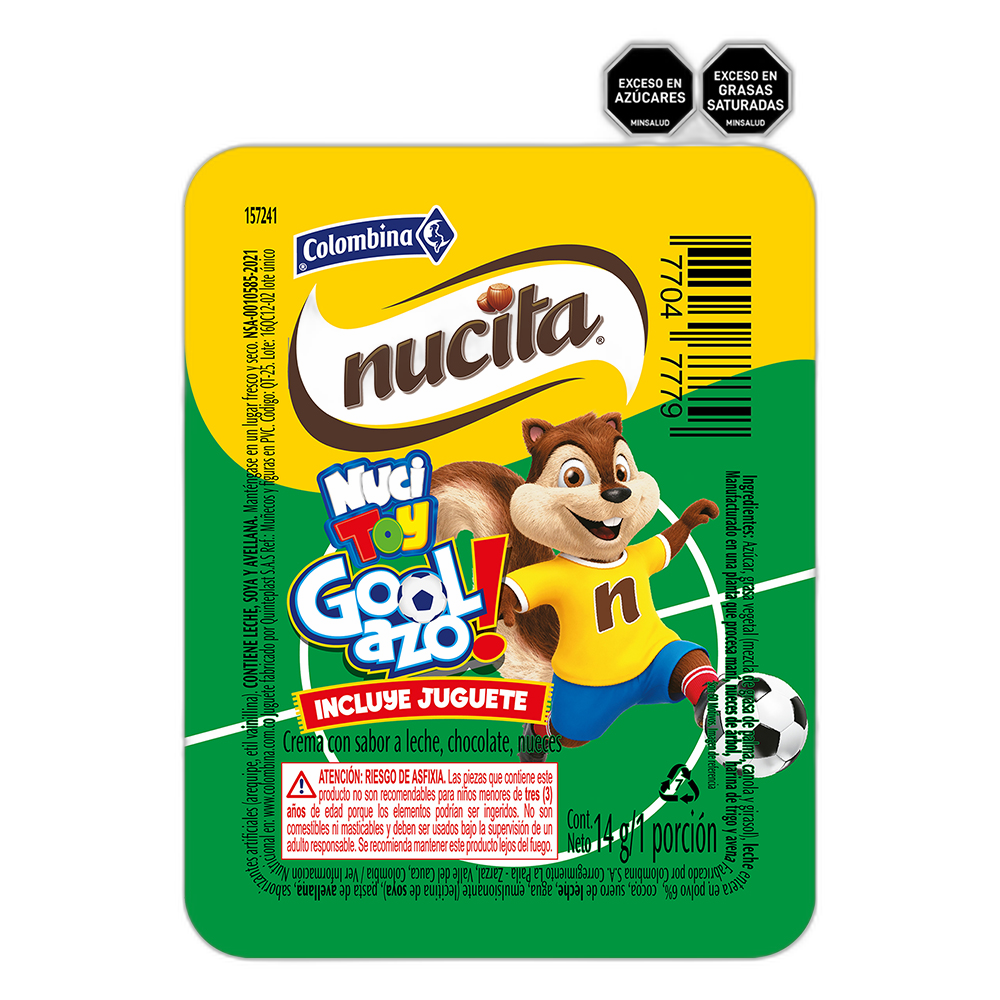 EXCESO EN
AZÚCARES
MINSALUD
EXCESO EN
GRASAS
SATURADAS
MINSALUD
157241
Colombina
®
nucita
®
7704 7779
NUCI
TOY
GOOL
AZO!
INCLUYE JUGUETE
n
Crema con sabor a leche, chocolate, nueces
ATENCIÓN: RIESGO DE ASFIXIA. Las piezas que contiene este
producto no son recomendables para niños menores de tres (3)
años de edad porque los elementos podrían ser ingeridos. No son
comestibles ni masticables y deben ser usados bajo la supervisión de un
adulto responsable. Se recomienda mantener este producto lejos del fuego.
7
Cont.
Neto 14 g/1 porción
Ingredientes: Azúcar, grasa vegetal (mezcla de grasa de palma, canola y girasol), leche entera
en polvo 6%, cocoa, suero de leche, agua, emulsionante (lecitina de soya), pasta de avellana, saborizantes
artificiales (arequipe, etil vainillina). CONTIENE LECHE, SOYA Y AVELLANA. Manténgase en un lugar fresco y seco. NSA-0010585-2021
Manufacturado en una planta que procesa maní, nueces de árbol, harina de trigo y avena
Fabricado por Colombina S.A. Corregimiento La Paila - Zarzal, Valle del Cauca, Colombia / Ver Información Nutricional
en: www.colombina.com.co Juguete fabricado por Quinteplast S.A.S Ref.: Muñecos y figuras en PVC. Código: QT-25. Lote: 16QC12-02 lote único
Imagen de referencia